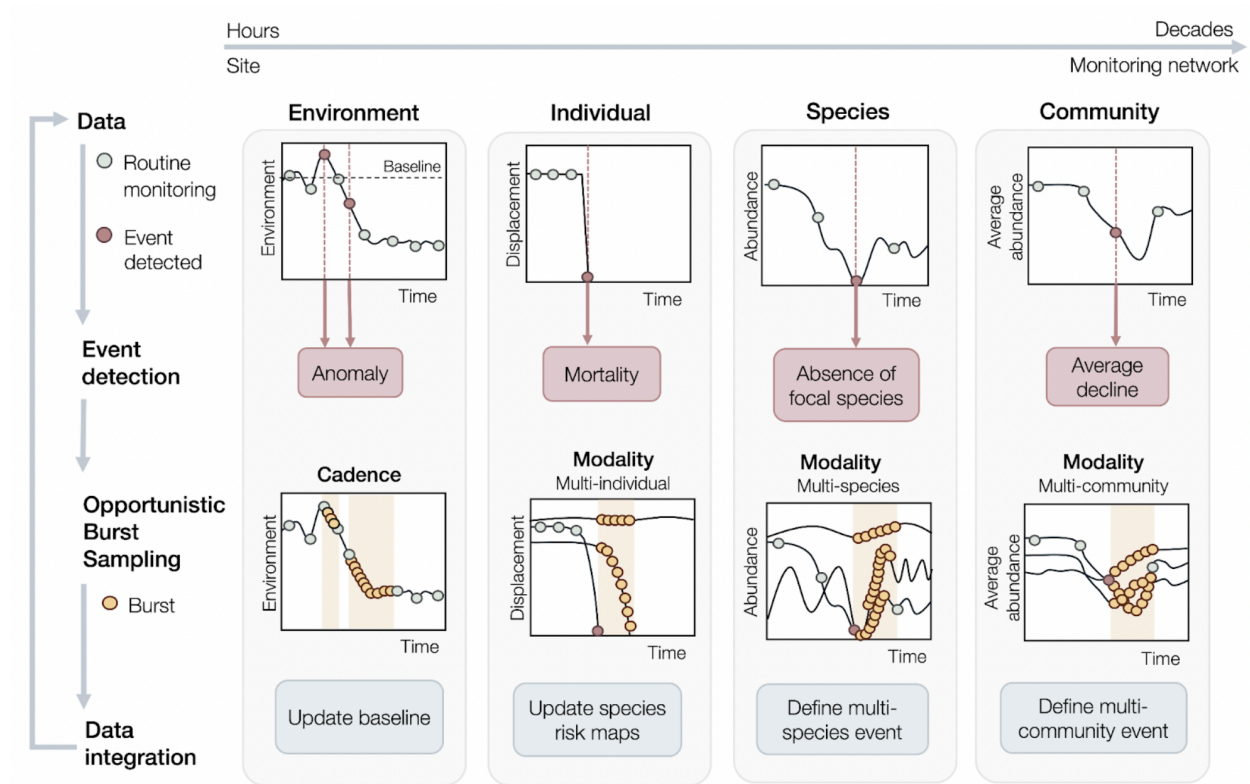 Hours
Decades
Site
Monitoring network
Data
Routine
monitoring
Event
detected
Event
detection
Opportunistic
Burst
Sampling
Burst
Data
integration
Environment
Environment
Baseline
Time
Anomaly
Cadence
Environment
Time
Update baseline
Individual
Displacement
Time
Mortality
Modality
Multi-individual
Displacement
Time
Update species
risk maps
Species
Abundance
Time
Absence of
focal species
Modality
Multi-species
Abundance
Time
Define multi-
species event
Community
Average
abundance
Time
Average
decline
Modality
Multi-community
Average
abundance
Time
Define multi-
community event